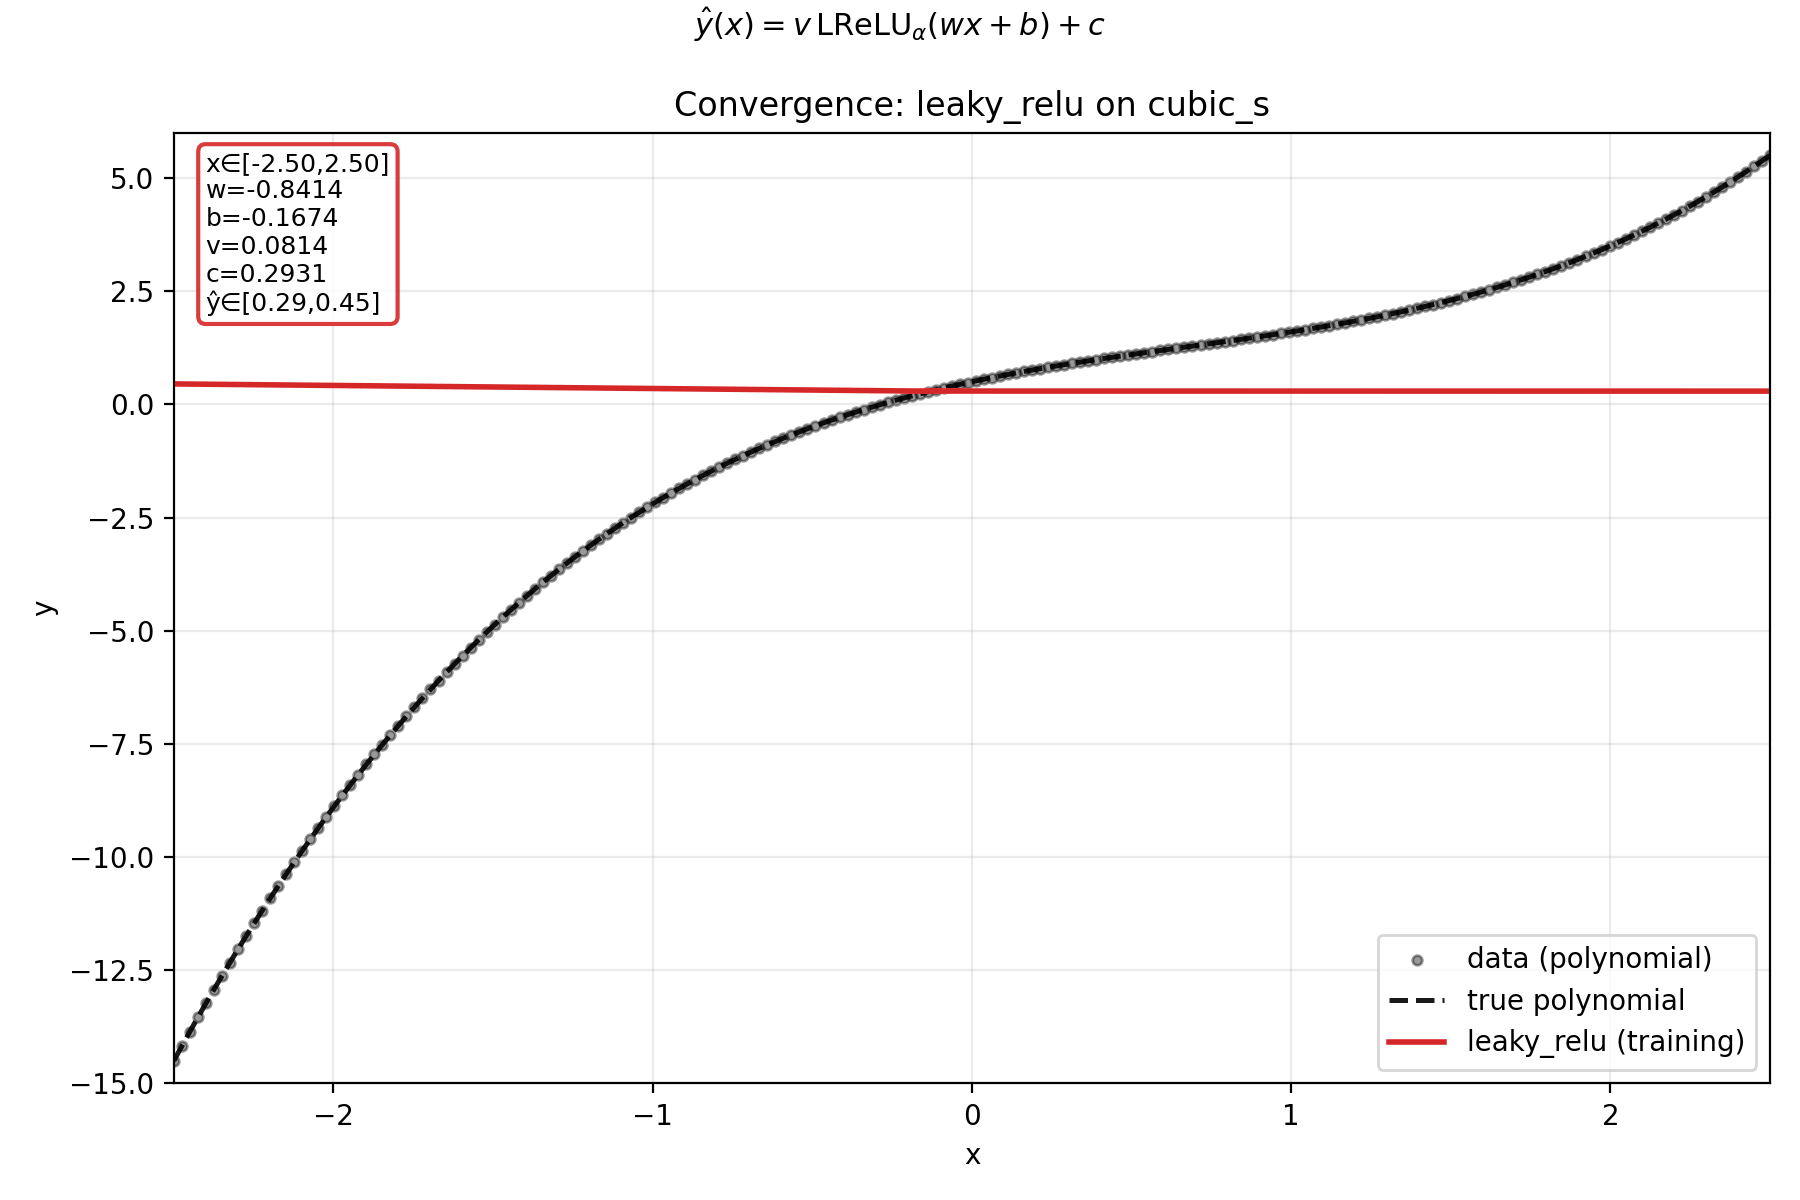 ŷ(x) = v LReLUα(wx + b) + c
Convergence: leaky_relu on cubic_s
x∈[-2.50,2.50]
w=-0.8414
b=-0.1674
v=0.0814
c=0.2931
ŷ∈[0.29,0.45]
5.0
2.5
0.0
−2.5
−5.0
−7.5
−10.0
−12.5
−15.0
y
data (polynomial)
true polynomial
leaky_relu (training)
−2
−1
0
1
2
x